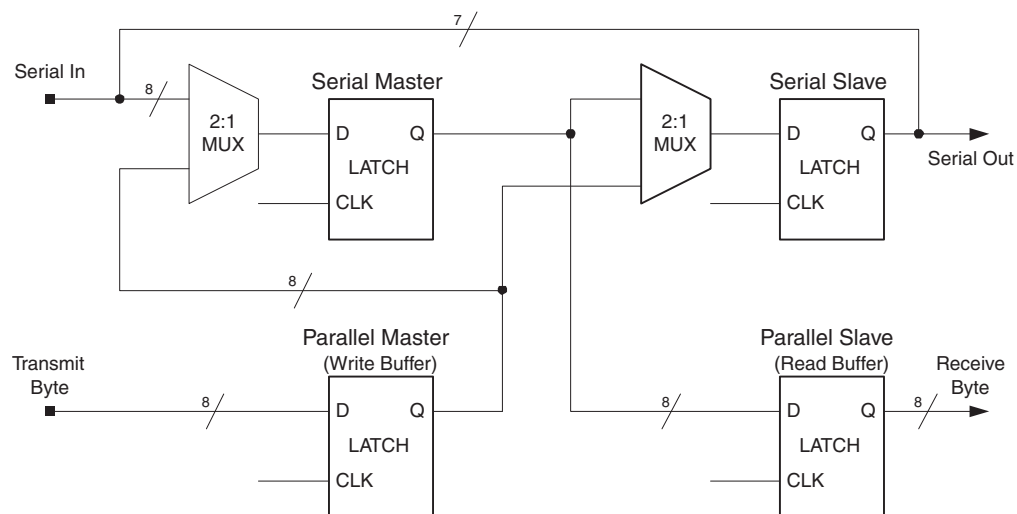 7
Serial In
8
2:1
MUX
Serial Master
D
Q
LATCH
CLK
2:1
MUX
Serial Slave
D
Q
LATCH
CLK
Serial Out
8
Transmit
Byte
8
Parallel Master
(Write Buffer)
D
Q
LATCH
CLK
8
Parallel Slave
(Read Buffer)
D
Q
LATCH
CLK
8
Receive
Byte